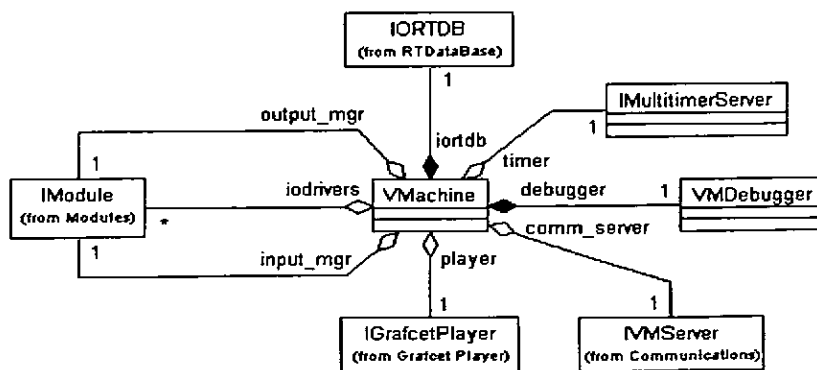 IORTDB
(from RTDataBase)
1
IMultitimerServer
1
output_mgr
iortdb
timer
1
IModule
(from Modules)
iodrivers
*
VMachine
debugger
1
VMDebugger
comm_server
1
input_mgr
player
1
1
IGrafcetPlayer
(from Grafcet Player)
IVMServer
(from Communications)